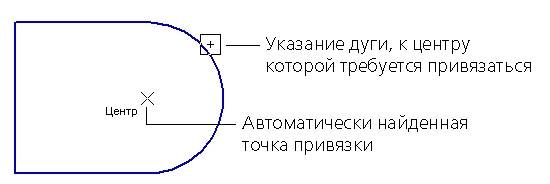 Указание дуги, к центру
которой требуется привязаться
Центр
Автоматически найденная
точка привязки